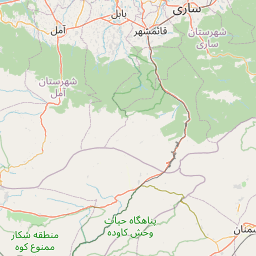 ساری
بابل
آمل
قائمشهر
شهرستان
ساری
شهرستان
آمل
پناهگاه حیات
وحش کاوده
منطقه شکار
ممنوع کوه